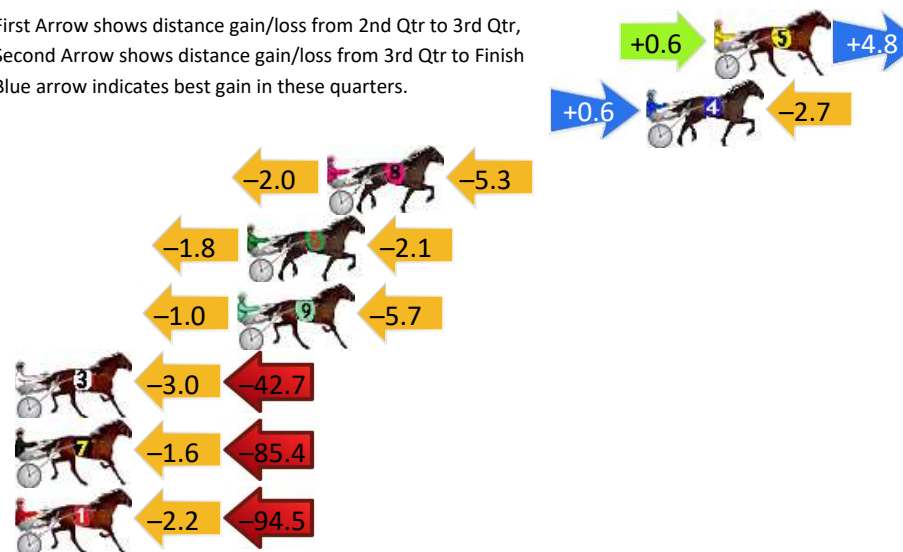 First Arrow shows distance gain/loss from 2nd Qtr to 3rd Qtr,
Second Arrow shows distance gain/loss from 3rd Qtr to Finish
Blue arrow indicates best gain in these quarters.
+0.6 5 +4.8
+0.6 4 –2.7
–2.0 8 –5.3
–1.8 6 –2.1
–1.0 9 –5.7
3 –3.0 –42.7
7 –1.6 –85.4
1 –2.2 –94.5